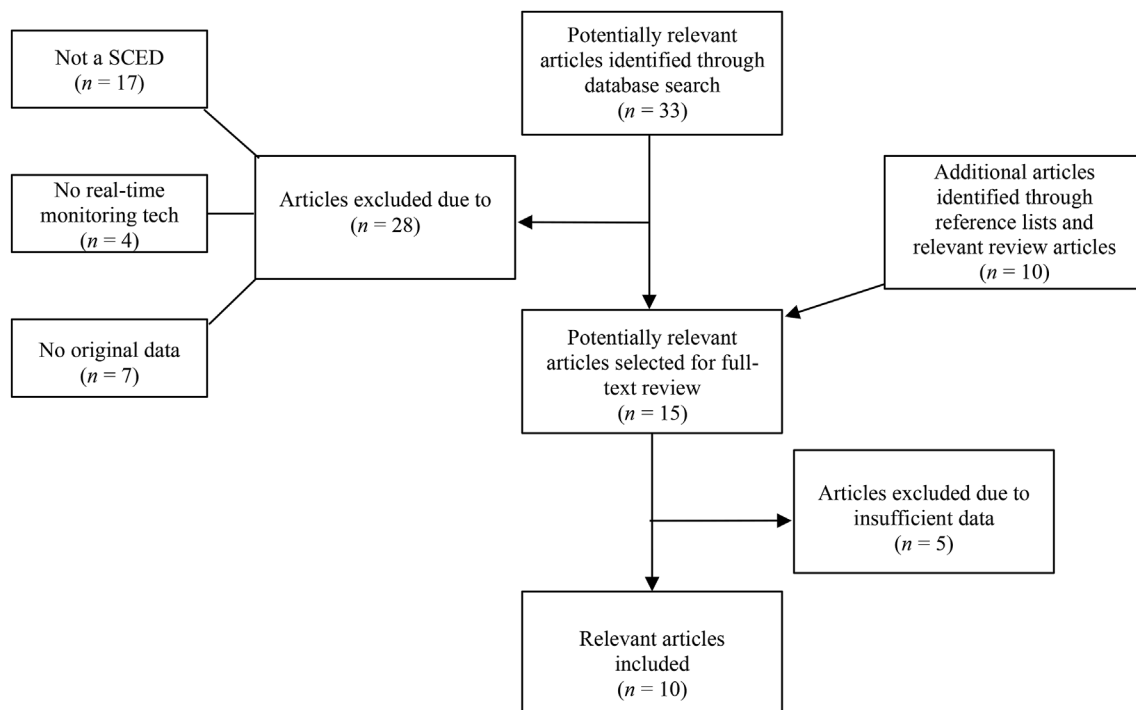 Potentially relevant
articles identified through
database search
(n = 33)
Not a SCED
(n = 17)
No real-time
monitoring tech
(n = 4)
No original data
(n = 7)
Articles excluded due to
(n = 28)
Additional articles
identified through
reference lists and
relevant review articles
(n = 10)
Potentially relevant
articles selected for full-
text review
(n = 15)
Articles excluded due to
insufficient data
(n = 5)
Relevant articles
included
(n = 10)